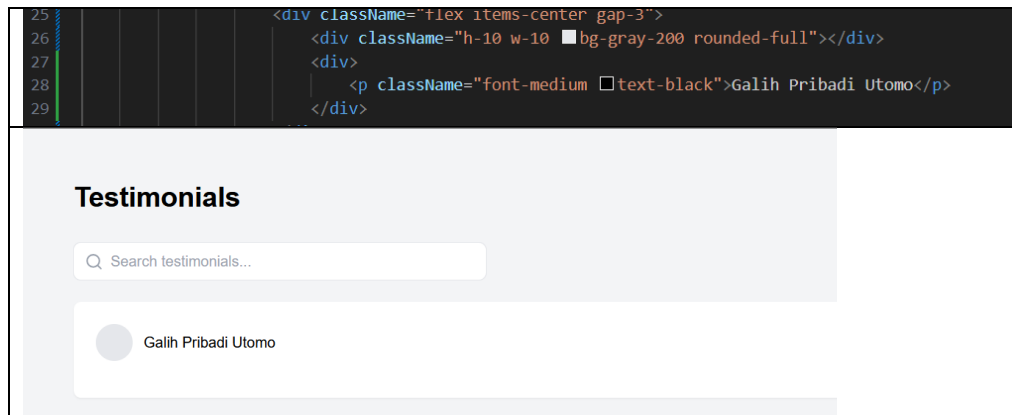 25 <div className="flex items-center gap-3">
26 <div className="h-10 w-10 bg-gray-200 rounded-full"></div>
27 <div>
28 <p className="font-medium text-black">Galih Pribadi Utomo</p>
29 </div>
Testimonials
Search testimonials...
Galih Pribadi Utomo